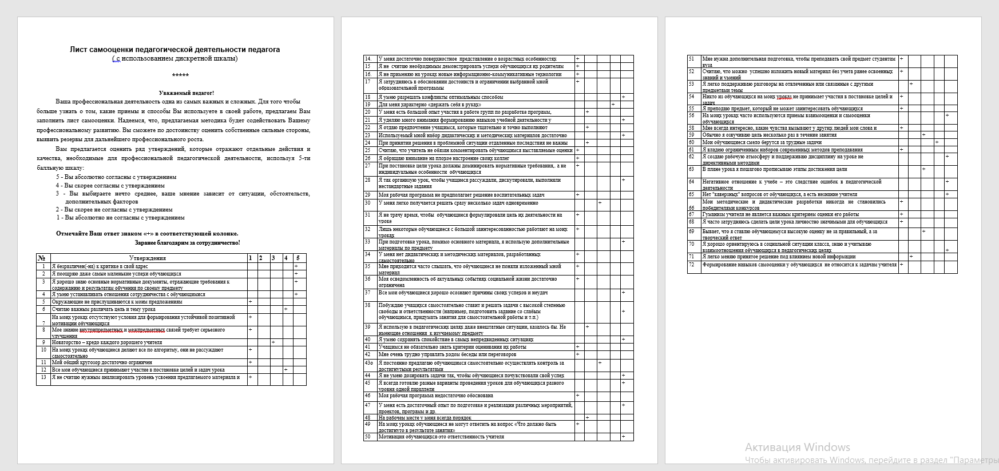 Лист самооценки педагогической деятельности педагога
( с использованием дискретной шкалы)
*****
Уважаемый педагог!
Ваша профессиональная деятельность одна из самых важных и сложных. Для того чтобы
больше узнать о том, какие приемы и способы Вы используете в своей работе, предлагаем Вам
заполнить лист самооценки. Надеемся, что, предлагаемая методика будет содействовать Вашему
профессиональному развитию. Вы сможете по достоинству оценить собственные сильные стороны,
выявить резервы для дальнейшего профессионального роста.
Вам предлагается оценить ряд утверждений, которые отражают отдельные действия и
качества, необходимые для профессиональной педагогической деятельности, используя 5-ти
балльную шкалу:
5 - Вы абсолютно согласны с утверждением
4 - Вы скорее согласны с утверждением
3 - Вы выбираете нечто среднее, ваше мнение зависит от ситуации, обстоятельств,
дополнительных факторов
2 - Вы скорее не согласны с утверждением
1 - Вы абсолютно не согласны с утверждением
Отмечайте Ваш ответ знаком «+» в соответствующей колонке.
Заранее благодарим за сотрудничество!
№ Утверждения 1 2 3 4 5
1 Я безразличен(-на) к критике в свой адрес +
2 Я поощряю даже самые маленькие успехи обучающихся +
3 Я хорошо знаю основные нормативные документы, отражающие требования к +
содержанию и результатам обучения по своему предмету
4 Я умею устанавливать отношения сотрудничества с обучающимися +
5 Окружающие не прислушиваются к моим предложениям +
6 Считаю важным различать цель и тему урока +
На моих уроках отсутствуют условия для формирования устойчивой позитивной +
7 мотивации обучающихся
8 Мое знание внутрипредметных и межпредметных связей требует серьезного +
улучшения
9 Новаторство – кредо каждого хорошего учителя +
10 На моих уроках обучающиеся делают все по алгоритму, они не рассуждают +
самостоятельно
11 Мой общий кругозор достаточно ограничен +
12 Все мои обучающиеся принимают участие в постановке целей и задач урока +
13 Я не считаю нужным анализировать уровень усвоения предлагаемого материала и +
14. У меня достаточно поверхностное представление о возрастных особенностях +
15 Я не считаю необходимым демонстрировать успехи обучающихся их родителям +
16. Я не применяю на уроках новые информационно-коммуникативные технологии +
17 Я затрудняюсь в обосновании достоинств и ограничении выбранной мной +
образовательной программы
18 Я умею разрешать конфликты оптимальным способом +
19 Для меня характерно «держать себя в руках» +
20 У меня есть большой опыт участия в работе групп по разработке программ, +
21 Я уделяю много внимания формированию навыков учебной деятельности у +
22 Я отдаю предпочтение учащимся, которые тщательно и точно выполняют +
23 Используемый мной набор дидактических и методических материалов достаточно +
24 При принятии решения в проблемной ситуации отдаленные последствия не важны +
25 Считаю, что учитель не обязан комментировать обучающимся выставляемые оценки +
26 Я обращаю внимание на плохое настроение своих коллег +
27 При постановке цели урока должны доминировать нормативные требования,. а не +
индивидуальные особенности обучающихся
28 Я так организую урок, чтобы учащиеся рассуждали, дискутировали, выполняли +
нестандартные задания
29 Моя рабочая программа не предполагает решение воспитательных задач +
30 У меня легко получается решать сразу несколько задач одновременно +
31 Я не трачу время, чтобы обучающиеся формулировали цель их деятельности на +
уроке
32 Лишь некоторые обучающиеся с большой заинтересованностью работают на моих +
уроках
33 При подготовке урока, помимо основного материала, я использую дополнительные +
материалы по предмету
34 У меня нет дидактических и методических материалов, разработанных +
самостоятельно
35 Мне приходится часто слышать, что обучающиеся не поняли изложенный мной +
материал
36 Моя осведомленность об актуальных событиях социальной жизни достаточно +
ограничена
37 Все мои обучающиеся хорошо осознают причины своих успехов и неудач +
38 Побуждаю учащихся самостоятельно ставит и решать задачи с высокой степенью
свободы и ответственности (например, подготовить задание со слабым +
обучающимся, придумать занятия для самостоятельной работы и т.п.)
39 Я использую в педагогических целях даже внештатные ситуации, казалось бы. Не +
имеющие отношения к изучаемому предмету
40 Я умею сохранять спокойствие в самых непредвиденных ситуациях +
41 Учащимся не обязательно знать критерии оценивания их работы +
42 Мне очень трудно управлять ходом беседы или переговоров +
43о Я постоянно предлагаю обучающимся самостоятельно осуществлять контроль за +
достигнутыми результатами
44 Я не умею дозировать задачи так, чтобы обучающиеся почувствовали свой успех +
45 Я всегда готовлю разные варианты проведения уроков для обучающихся разного +
уровня одной параллели
46 Моя рабочая программа недостаточно обоснована +
47 У меня есть достаточный опыт по подготовке и реализации различных мероприятий, +
проектов, программ и др.
48 На рабочем месте у меня всегда порядок +
49 На моих уроках обучающиеся не могут ответить на вопрос «Что должно быть +
достигнуто в результате занятия»
50 Мотивация обучающихся-это ответственность учителя +
51 Мне нужна дополнительная подготовка, чтобы преподавать свой предмет студентам +
вуза
52 Считаю, что можно успешно изложить новый материал без учета ранее освоенных +
знаний и умений
53 Я легко поддерживаю разговоры на отвлеченные или связанные с другими +
предметами темы
54 Никто из обучающихся на моих уроках не принимает участия в постановке целей и +
задач
55 Я преподаю предмет, который не может заинтересовать обучающихся +
56 На моих уроках часто используются приемы взаимооценки и самооценки +
обучающихся
58 Мне всегда интересно, какие чувства вызывают у других людей мои слова и +
59 Обычно я озвучиваю цель несколько раз в течение занятия +
60 Мои обучающиеся смело берутся за трудные задачи +
61 Я владею ограниченным наборов современных методов преподавания +
62 Я создаю рабочую атмосферу и поддерживаю дисциплину на уроке не +
директивными методами
63 В плане урока я пошагово прописываю этапы достижения цели +
64 Негативное отношение к учебе – это следствие ошибок в педагогической +
деятельности
65 Нет "каверзных" вопросов от обучающихся, а есть незнание учителя +
Мои методические и дидактические разработки никогда не становились +
66 победителями конкурсов
67 Гуманизм учителя не является важным критерием оценки его работы +
68 Я часто затрудняюсь сделать цели урока личностно значимыми для обучающихся +
69 Бывает, что я ставлю обучающемуся высокую оценку не за правильный, а за +
творческий ответ
70 Я хорошо ориентируюсь в социальной ситуации класса, знаю и учитываю
взаимоотношения обучающихся в педагогических целях +
71 Я легко меняю принятое решение под влиянием новой информации +
72 Формирование навыков самооценки у обучающихся не относится к задачам учителя +
Активация Windows
Чтобы активировать Windows, перейдите в раздел "Параметры